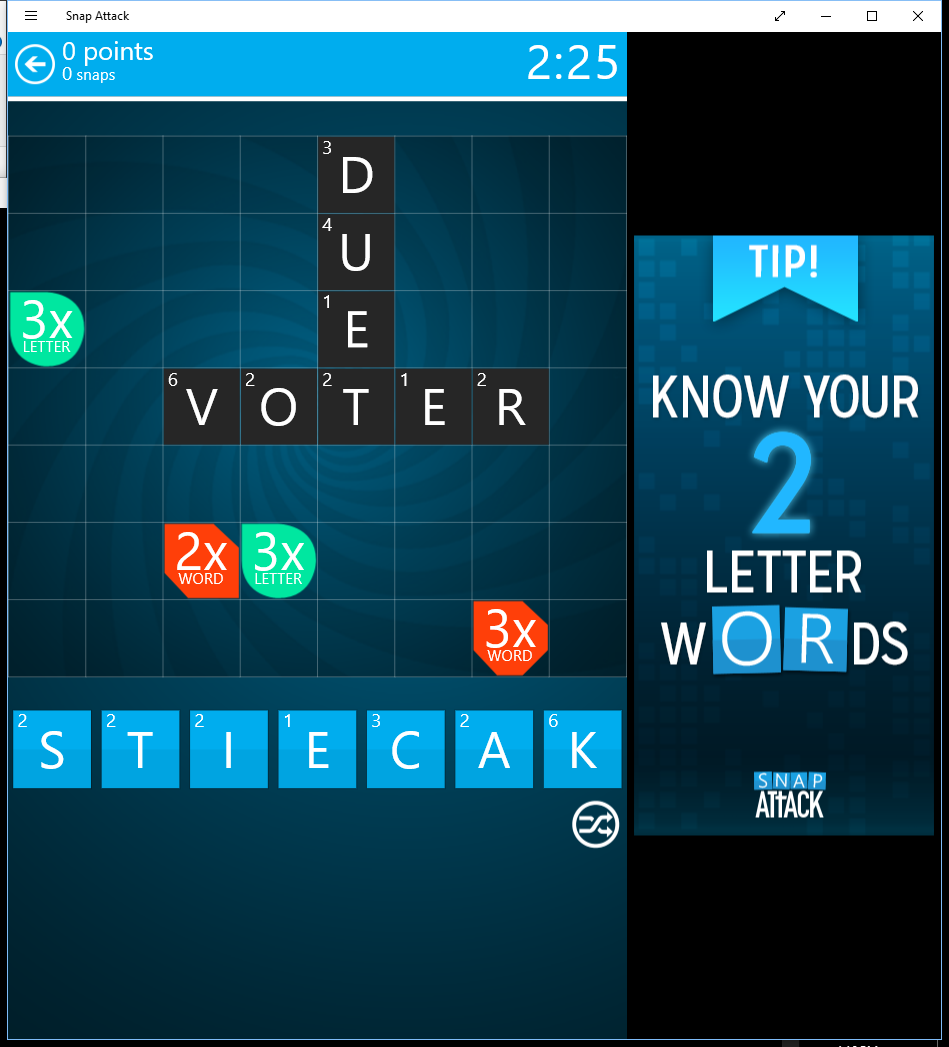 Snap Attack
0 points
0 snaps
2:25
3 D
4 U
3x
LETTER
1 E
6 V 2 O 2 T 1 E 2 R
2x
WORD
3x
LETTER
3x
WORD
2 S 2 T 2 I 1 E 3 C 2 A 6 K
TIP!
KNOW YOUR
2
LETTER
WORDS
SNAP
ATTACK